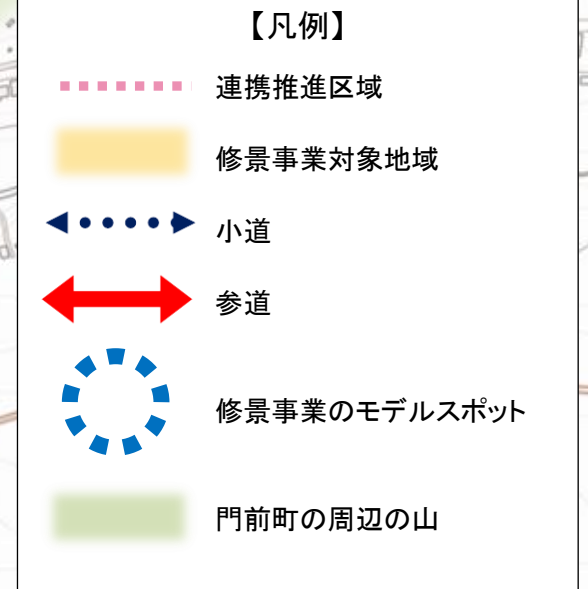 【凡例】
連携推進区域
修景事業対象地域
小道
参道
修景事業のモデルスポット
門前町の周辺の山